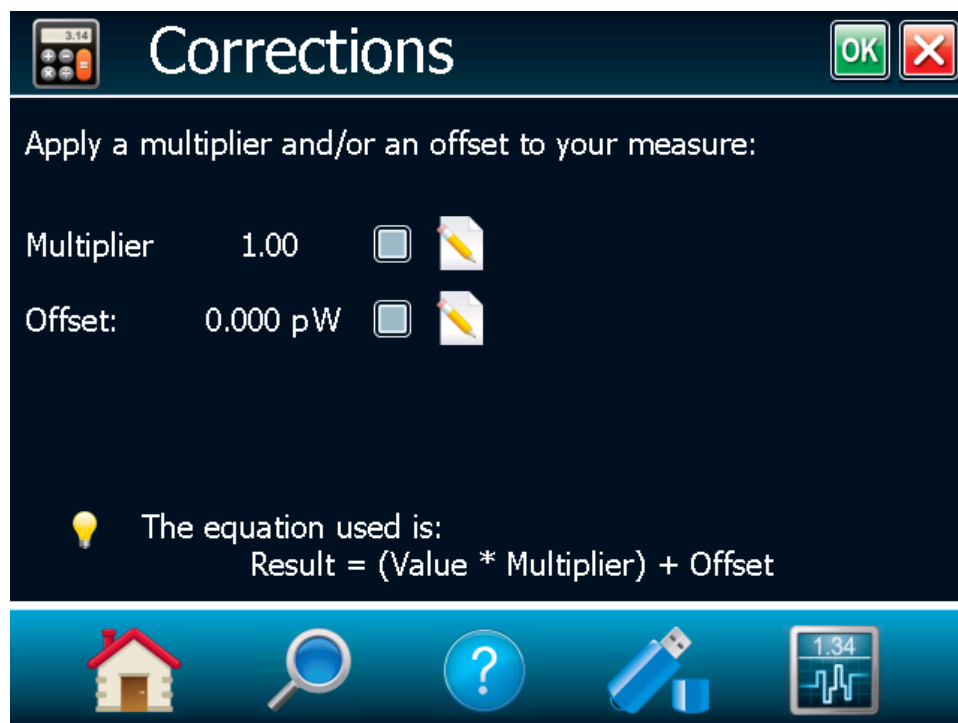 3.14
Corrections
OK
Apply a multiplier and/or an offset to your measure:
Multiplier 1.00
Offset: 0.000 pW
The equation used is:
Result = (Value * Multiplier) + Offset
?
1.34